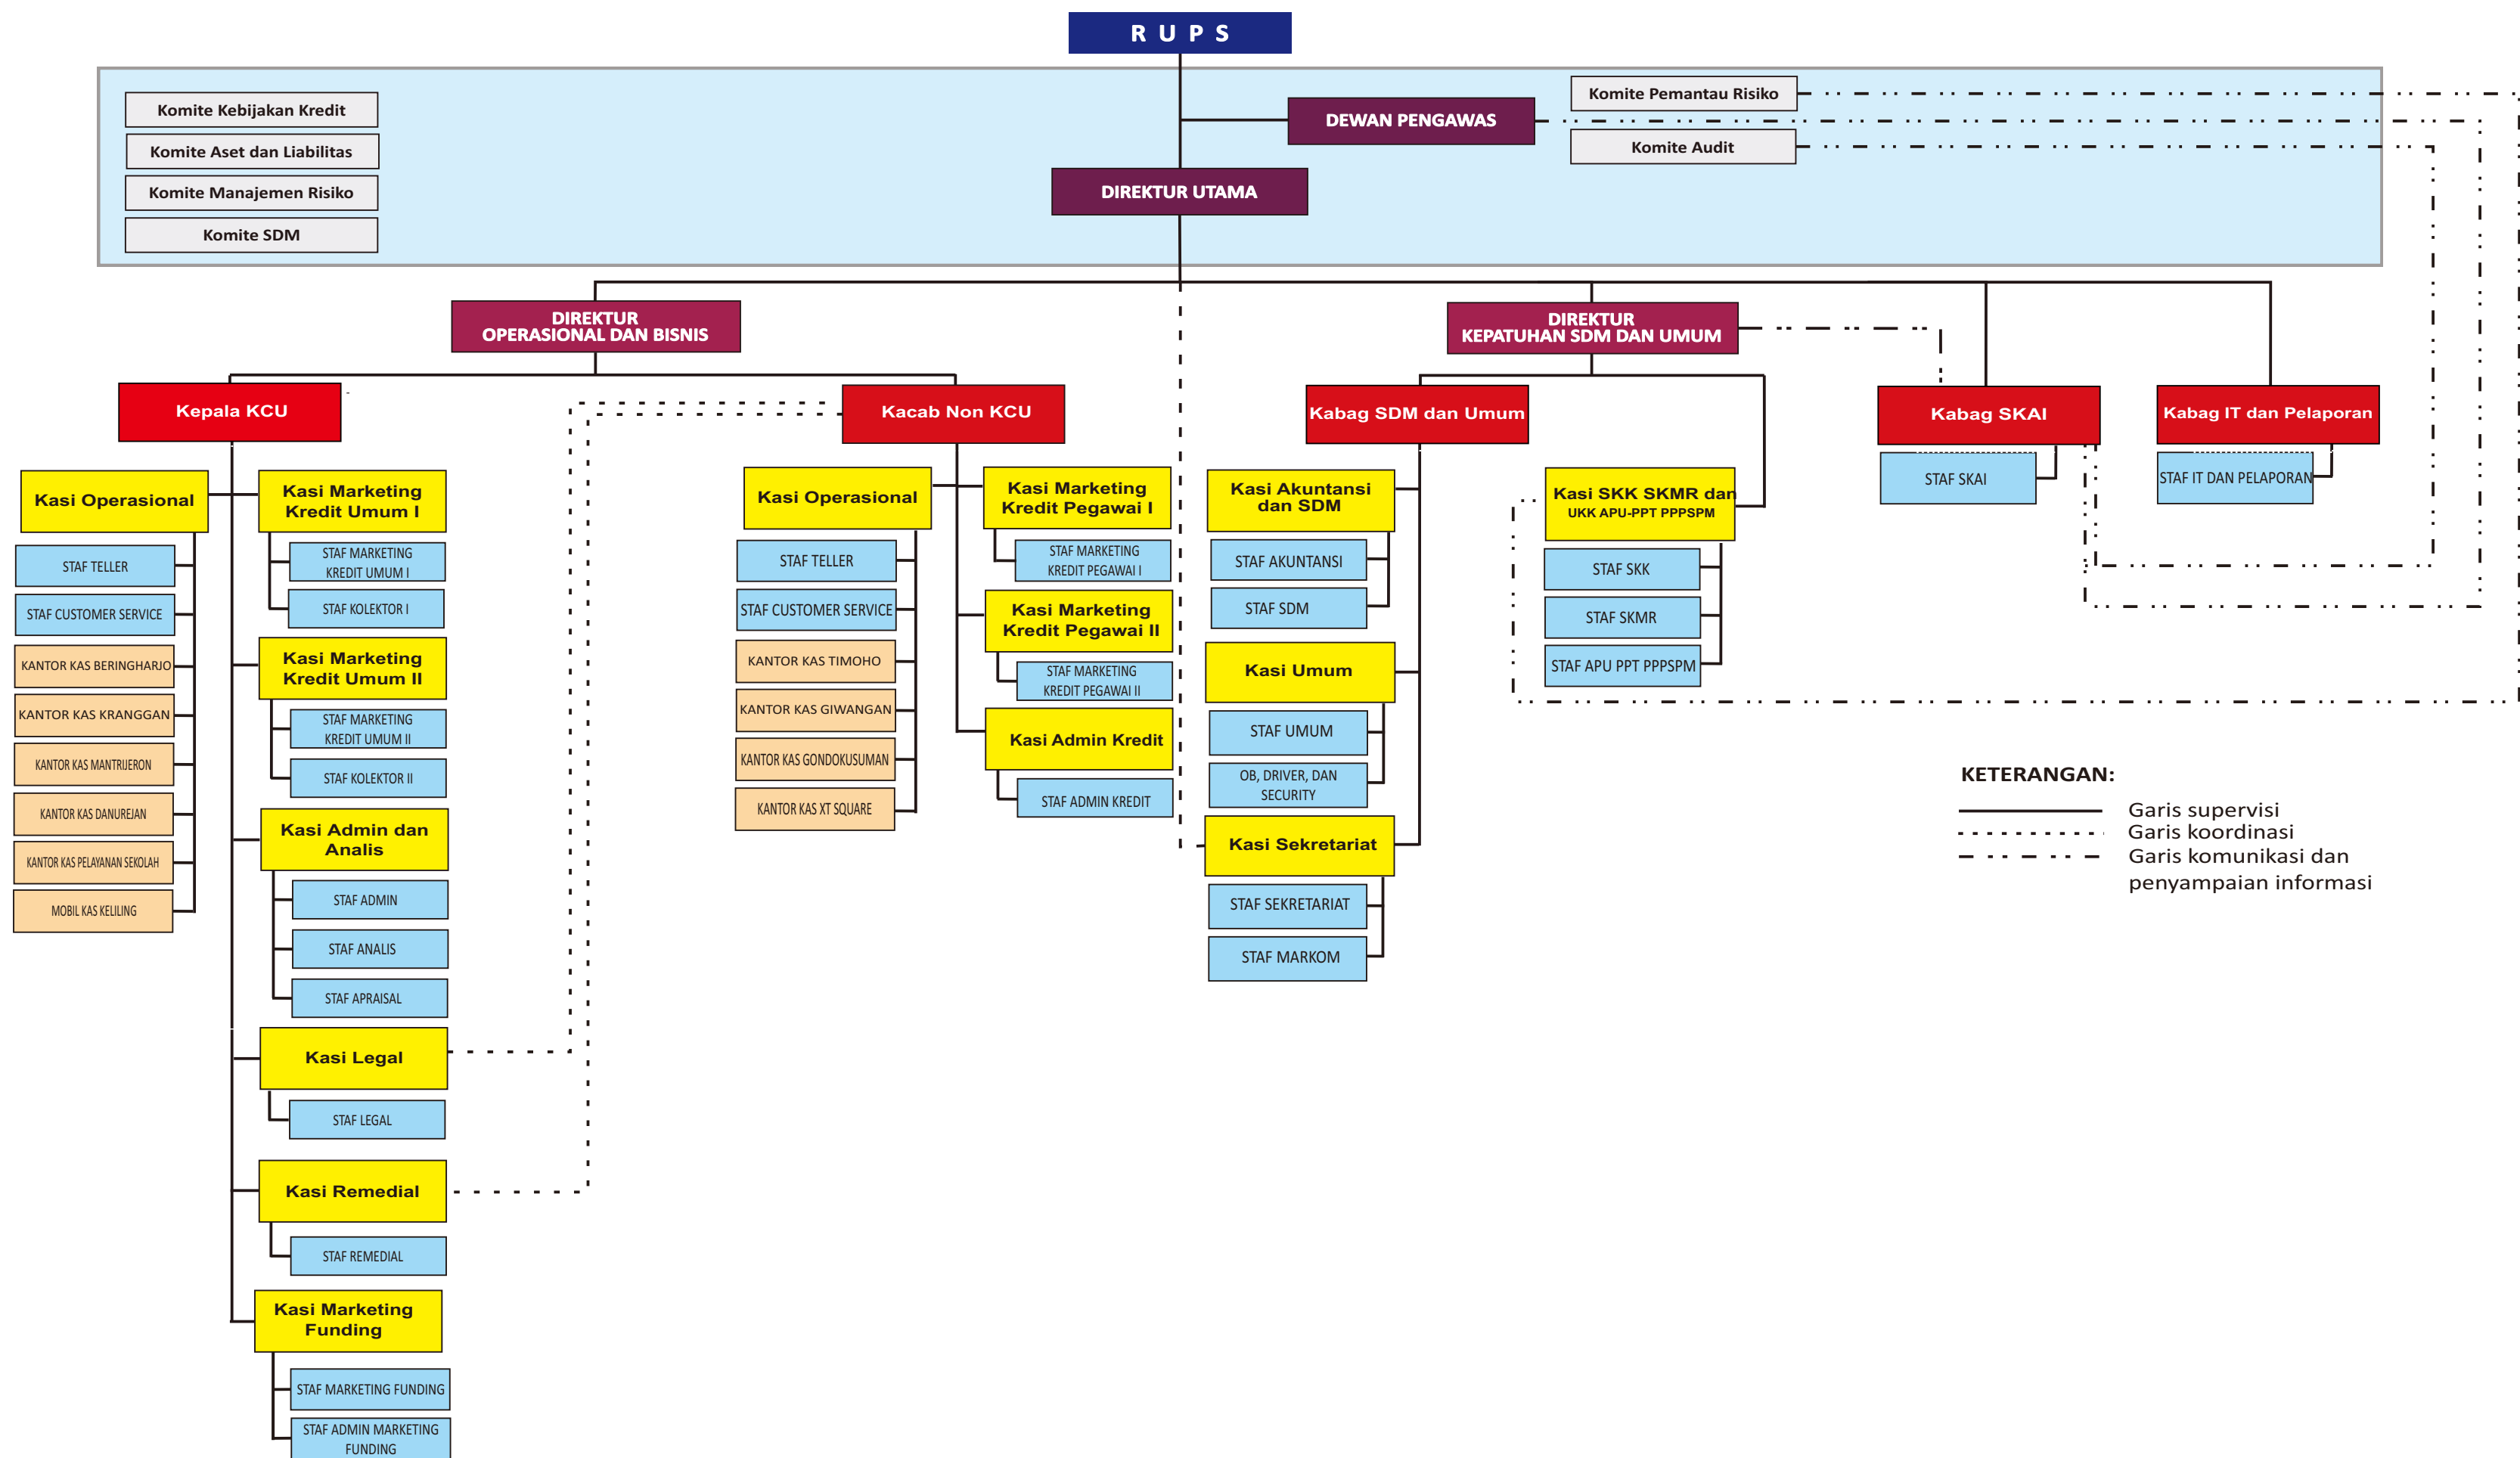 R U P S
Komite Kebijakan Kredit
Komite Aset dan Liabilitas
Komite Manajemen Risiko
Komite SDM
DEWAN PENGAWAS
Komite Pemantau Risiko
Komite Audit
DIREKTUR UTAMA
DIREKTUR
OPERASIONAL DAN BISNIS
DIREKTUR
KEPATUHAN SDM DAN UMUM
Kepala KCU
Kacab Non KCU
Kabag SDM dan Umum
Kabag SKAI
Kabag IT dan Pelaporan
Kasi Operasional
STAF TELLER
STAF CUSTOMER SERVICE
KANTOR KAS BERINGHARJO
KANTOR KAS KRANGGAN
KANTOR KAS MANTRIJERON
KANTOR KAS DANUREJAN
KANTOR KAS PELAYANAN SEKOLAH
MOBIL KAS KELILING
Kasi Marketing
Kredit Umum I
STAF MARKETING
KREDIT UMUM I
STAF KOLEKTOR I
Kasi Marketing
Kredit Umum II
STAF MARKETING
KREDIT UMUM II
STAF KOLEKTOR II
Kasi Admin dan
Analis
STAF ADMIN
STAF ANALIS
STAF APRAISAL
Kasi Legal
STAF LEGAL
Kasi Remedial
STAF REMEDIAL
Kasi Marketing
Funding
STAF MARKETING FUNDING
STAF ADMIN MARKETING
FUNDING
Kasi Operasional
STAF TELLER
STAF CUSTOMER SERVICE
KANTOR KAS TIMOHO
KANTOR KAS GIWANGAN
KANTOR KAS GONDOKUSUMAN
KANTOR KAS XT SQUARE
Kasi Marketing
Kredit Pegawai I
STAF MARKETING
KREDIT PEGAWAI I
Kasi Marketing
Kredit Pegawai II
STAF MARKETING
KREDIT PEGAWAI II
Kasi Admin Kredit
STAF ADMIN KREDIT
Kasi Akuntansi
dan SDM
STAF AKUNTANSI
STAF SDM
Kasi Umum
STAF UMUM
OB, DRIVER, DAN
SECURITY
Kasi Sekretariat
STAF SEKRETARIAT
STAF MARKOM
Kasi SKK SKMR dan
UKK APU-PPT PPPSPM
STAF SKK
STAF SKMR
STAF APU PPT PPPSPM
STAF SKAI
STAF IT DAN PELAPORAN
KETERANGAN:
Garis supervisi
Garis koordinasi
Garis komunikasi dan
penyampaian informasi